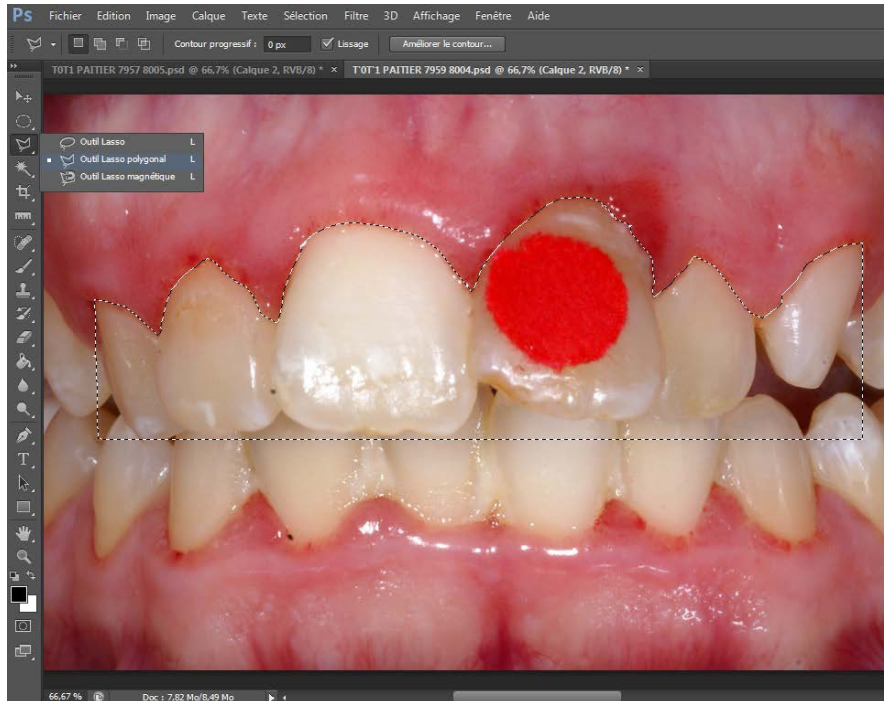 Ps Fichier Edition Image Calque Texte Sélection Filtre 3D Affichage Fenêtre Aide
Contour progressif : 0 px Lissage Améliorer le contour...
T0T1 PAITIER 7957 8005.psd @ 66,7% (Calque 2, RVB/8) * × T'0T'1 PAITIER 7959 8004.psd @ 66,7% (Calque 2, RVB/8) * ×
Outil Lasso L
Outil Lasso polygonal L
Outil Lasso magnétique L
T
66,67 % Doc : 7,82 Mo/8,49 Mo